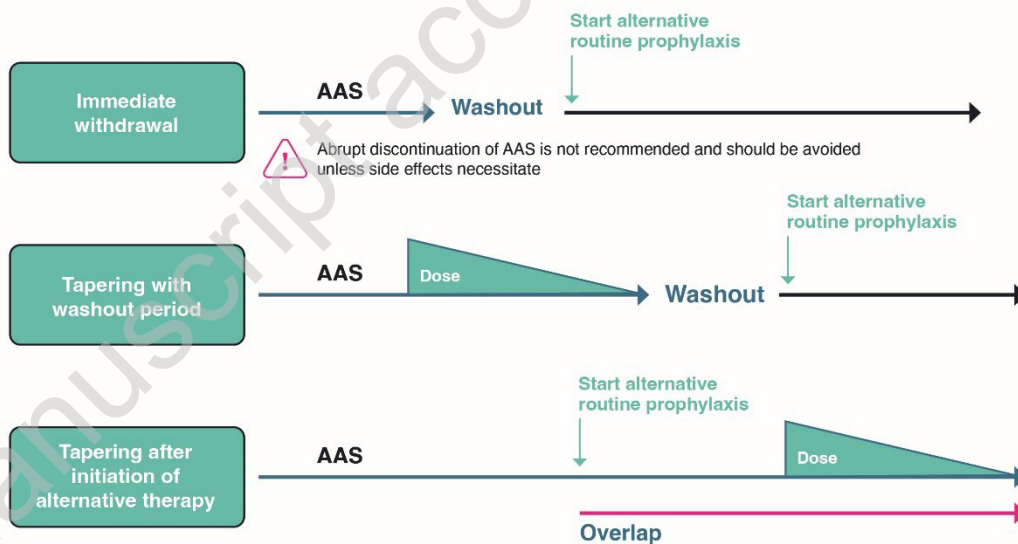 Start alternative
routine prophylaxis
Immediate
withdrawal
AAS
Washout
! Abrupt discontinuation of AAS is not recommended and should be avoided
unless side effects necessitate
Start alternative
routine prophylaxis
Tapering with
washout period
AAS
Dose
Washout
Start alternative
routine prophylaxis
Tapering after
initiation of
alternative therapy
AAS
Dose
Overlap
anuscript acc